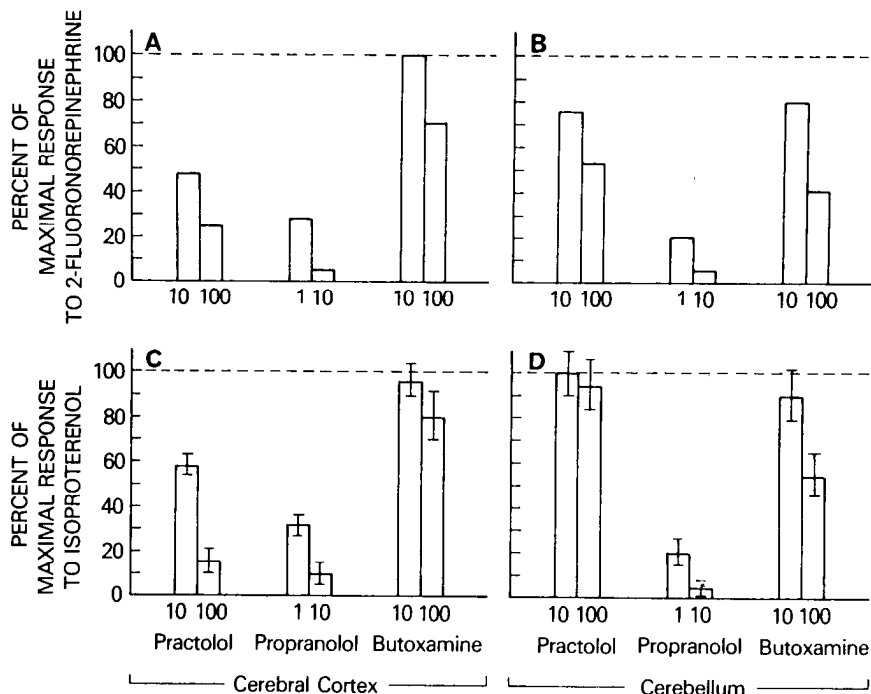 A
B
PERCENT OF
MAXIMAL RESPONSE
TO 2-FLUORONOREPINEPHRINE
100
80
60
40
20
0
10 100
1 10
10 100
10 100
1 10
10 100
C
D
PERCENT OF
MAXIMAL RESPONSE
TO ISOPROTERENOL
100
80
60
40
20
0
10 100
1 10
10 100
10 100
1 10
10 100
Practolol Propranolol Butoxamine
Practolol Propranolol Butoxamine
Cerebral Cortex
Cerebellum